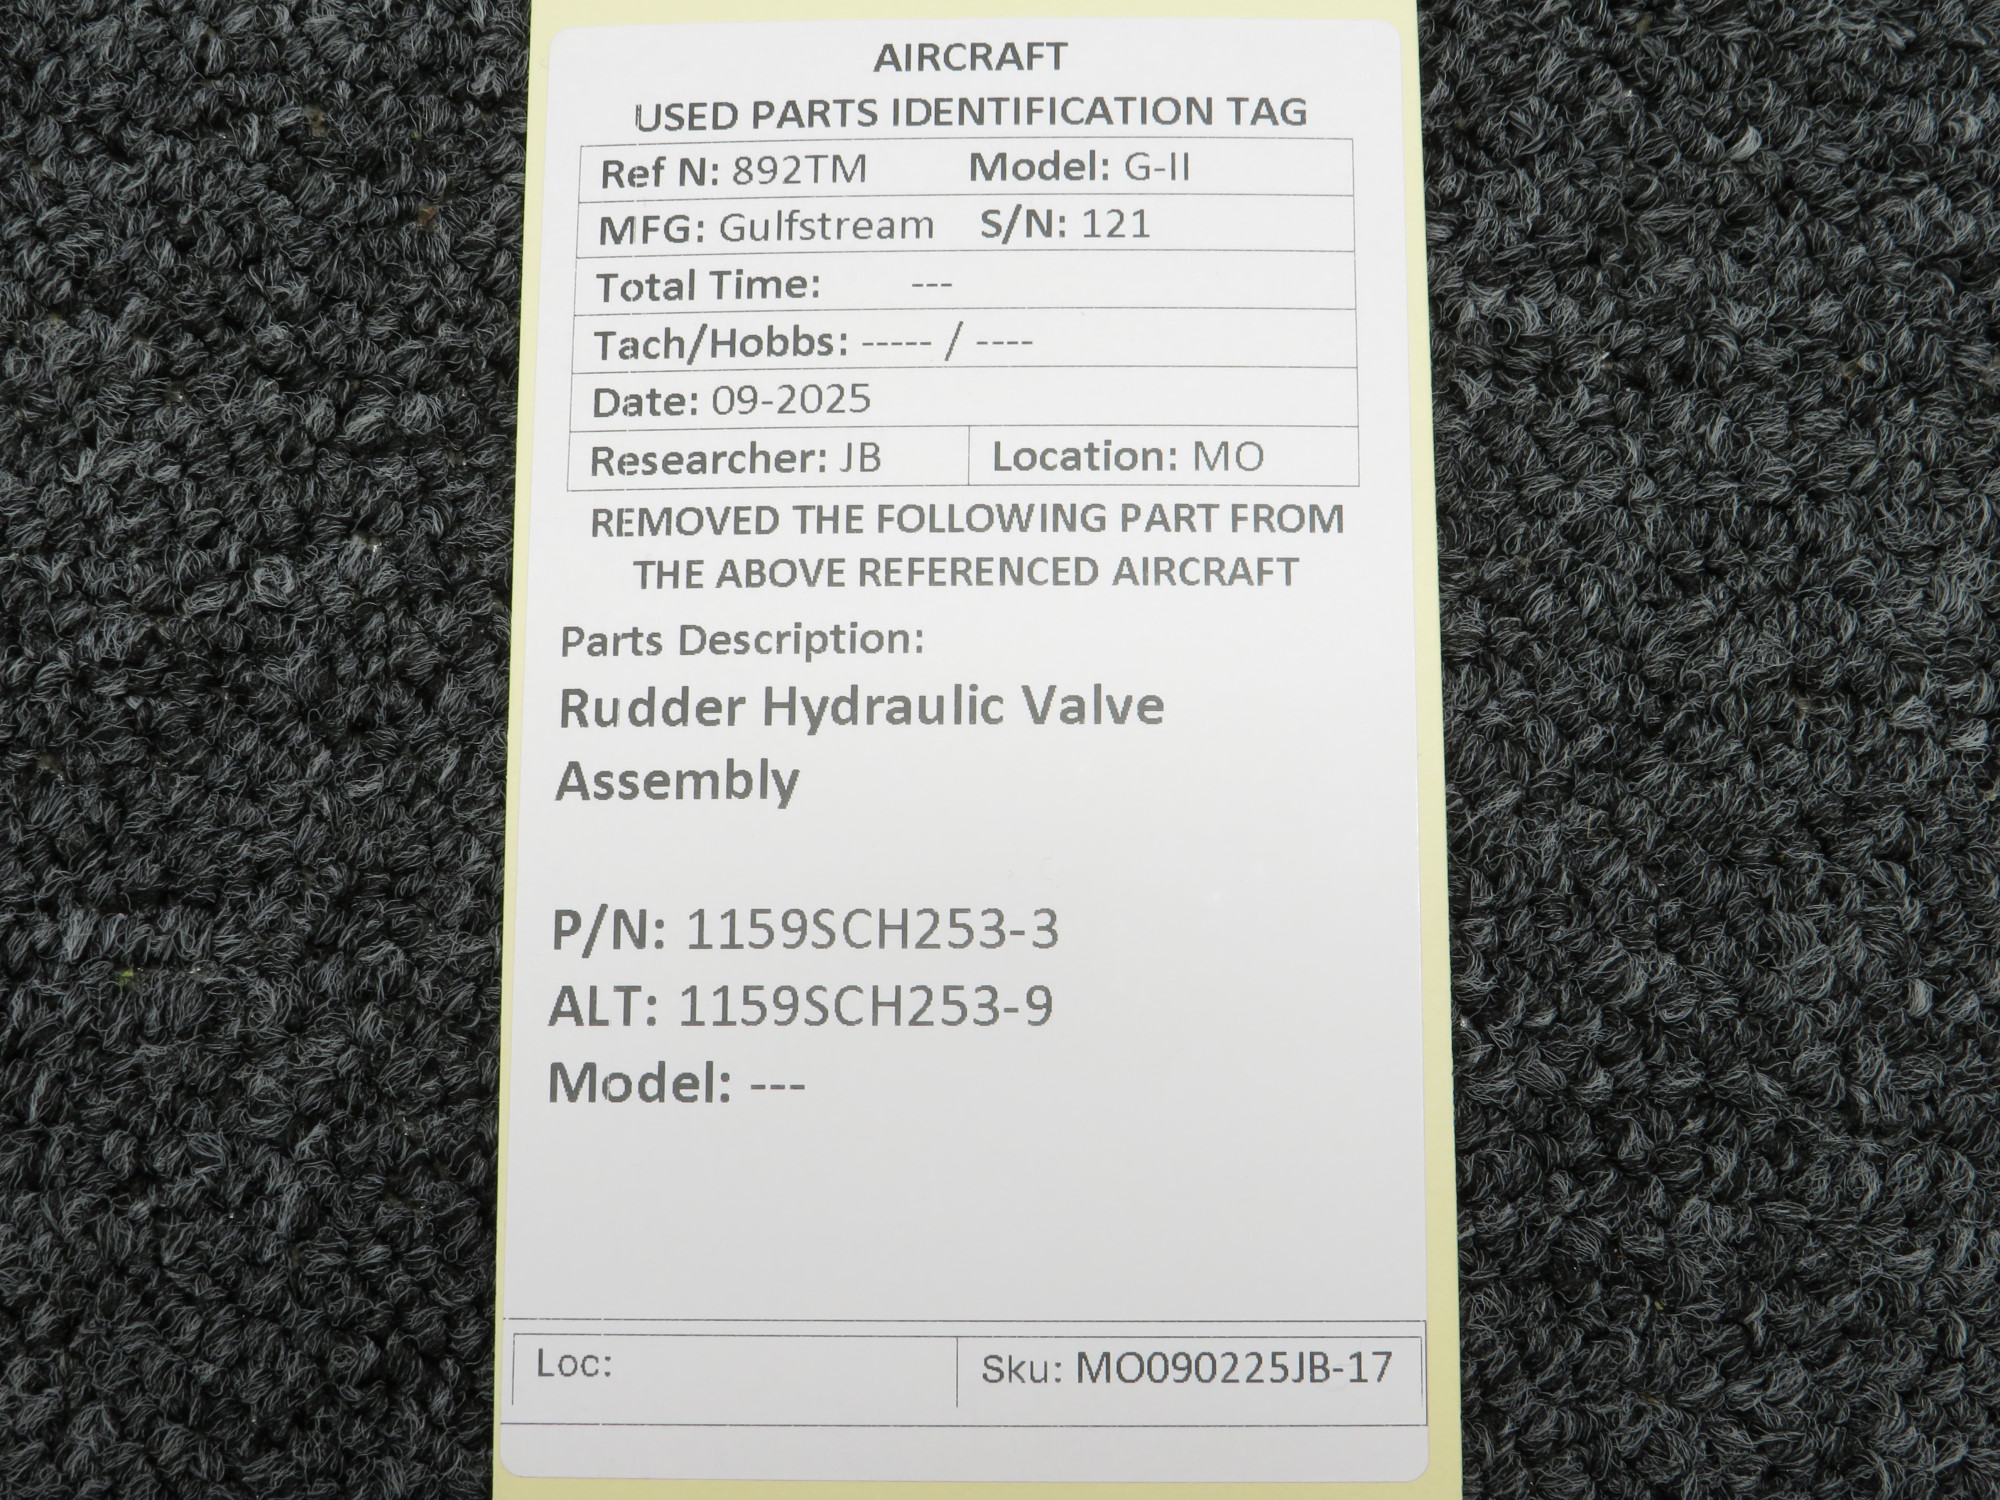 AIRCRAFT
USED PARTS IDENTIFICATION TAG
Ref N: 892TM Model: G-II
MFG: Gulfstream S/N: 121
Total Time: ---
Tach/Hobbs: ----- / ----
Date: 09-2025
Researcher: JB Location: MO
REMOVED THE FOLLOWING PART FROM
THE ABOVE REFERENCED AIRCRAFT
Parts Description:
Rudder Hydraulic Valve
Assembly
P/N: 1159SCH253-3
ALT: 1159SCH253-9
Model: ---
Loc: Sku: MO090225JB-17